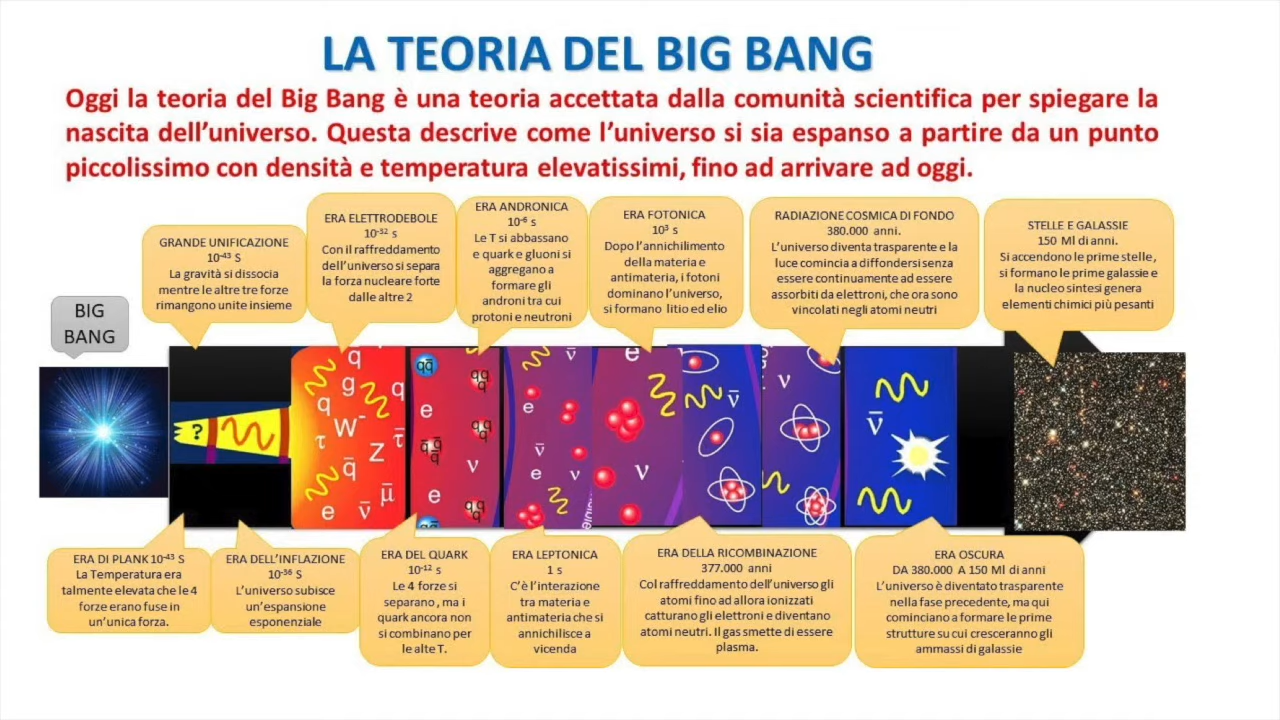 LA TEORIA DEL BIG BANG
Oggi la teoria del Big Bang è una teoria accettata dalla comunità scientifica per spiegare la
nascita dell'universo. Questa descrive come l'universo si sia espanso a partire da un punto
piccolissimo con densità e temperatura elevatissimi, fino ad arrivare ad oggi.
BIG
BANG
GRANDE UNIFICAZIONE
10⁻⁴³ S
La gravità si dissocia
mentre le altre tre forze
rimangono unite insieme
ERA ELETTRODEBOLE
10⁻³² s
Con il raffreddamento
dell'universo si separa
la forza nucleare forte
dalle altre 2
ERA ANDRONICA
10⁻⁶ s
Le T si abbassano
e quark e gluoni si
aggregano a
formare gli
androni tra cui
protoni e neutroni
ERA FOTONICA
10³ s
Dopo l'annichilimento
della materia e
antimateria, i fotoni
dominano l'universo,
si formano litio ed elio
RADIAZIONE COSMICA DI FONDO
380.000 anni.
L'universo diventa trasparente e la
luce comincia a diffondersi senza
essere continuamente ad essere
assorbiti da elettroni, che ora sono
vincolati negli atomi neutri
STELLE E GALASSIE
150 Ml di anni.
Si accendono le prime stelle,
si formano le prime galassie e
la nucleo sintesi genera
elementi chimici più pesanti
?
q̄
g
q
q
W⁻
τ
Z
τ̄
q̄
μ̄
e
ν̄
qq̄
qq
q
e
qq
q
q̄q̄
q̄
ν
e
qq
q
ν̄
e
ν̄
ν
e
ν
e
ν
ν̄
ν
ν̄
ERA DI PLANK 10⁻⁴³ S
La Temperatura era
talmente elevata che le 4
forze erano fuse in
un'unica forza.
ERA DELL'INFLAZIONE
10⁻³⁶ S
L'universo subisce
un'espansione
esponenziale
ERA DEL QUARK
10⁻¹² s
Le 4 forze si
separano , ma i
quark ancora non
si combinano per
le alte T.
ERA LEPTONICA
1 s
C'è l'interazione
tra materia e
antimateria che si
annichilisce a
vicenda
ERA DELLA RICOMBINAZIONE
377.000 anni
Col raffreddamento dell'universo gli
atomi fino ad allora ionizzati
catturano gli elettroni e diventano
atomi neutri. Il gas smette di essere
plasma.
ERA OSCURA
DA 380.000 A 150 Ml di anni
L'universo è diventato trasparente
nella fase precedente, ma qui
cominciano a formare le prime
strutture su cui cresceranno gli
ammassi di galassie